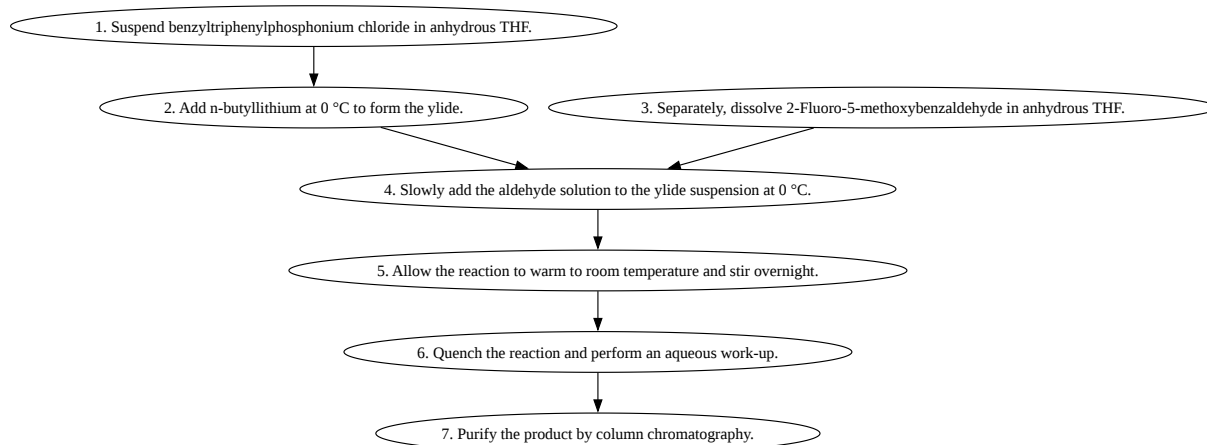 1. Suspend benzyltriphenylphosphonium chloride in anhydrous THF.
2. Add n-butyllithium at 0 °C to form the ylide.
3. Separately, dissolve 2-Fluoro-5-methoxybenzaldehyde in anhydrous THF.
4. Slowly add the aldehyde solution to the ylide suspension at 0 °C.
5. Allow the reaction to warm to room temperature and stir overnight.
6. Quench the reaction and perform an aqueous work-up.
7. Purify the product by column chromatography.